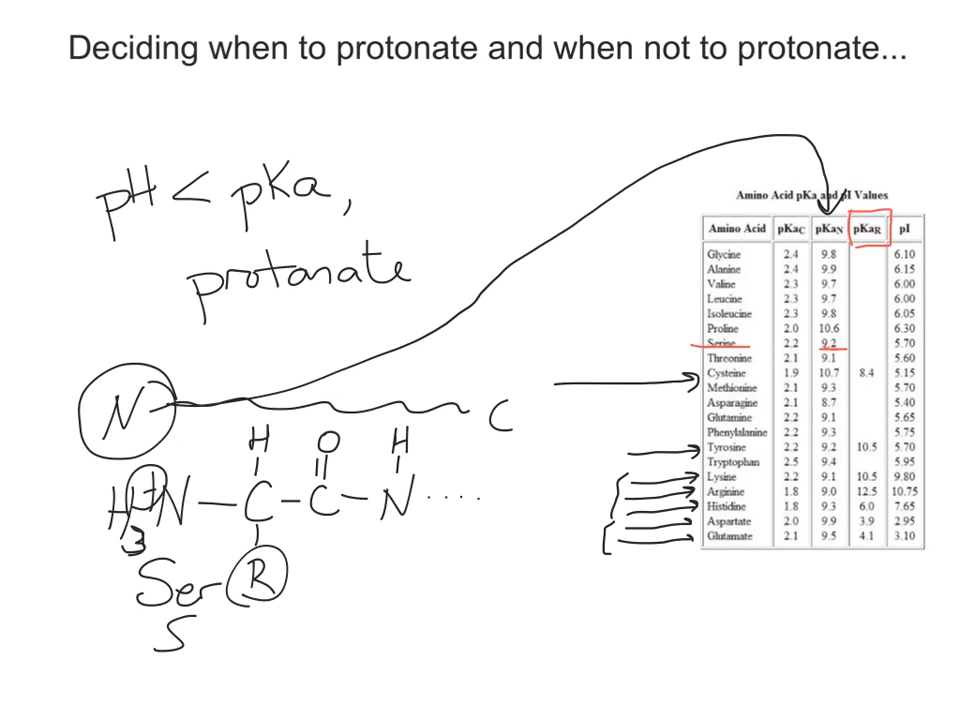 Deciding when to protonate and when not to protonate...
pH < pKa,
protonate
N C
H O H
H3+N - C - C - N ....
Ser R
S
Amino Acid pKa and pI Values
Amino Acid pKaC pKaN pKaR pI
Glycine 2.4 9.8 6.10
Alanine 2.4 9.9 6.15
Valine 2.3 9.7 6.00
Leucine 2.3 9.7 6.00
Isoleucine 2.3 9.8 6.05
Proline 2.0 10.6 6.30
Serine 2.2 9.2 5.70
Threonine 2.1 9.1 5.60
Cysteine 1.9 10.7 8.4 5.15
Methionine 2.1 9.3 5.70
Asparagine 2.1 8.7 5.40
Glutamine 2.2 9.1 5.65
Phenylalanine 2.2 9.3 5.75
Tyrosine 2.2 9.2 10.5 5.70
Tryptophan 2.5 9.4 5.95
Lysine 2.2 9.1 10.5 9.80
Arginine 1.8 9.0 12.5 10.75
Histidine 1.8 9.3 6.0 7.65
Aspartate 2.0 9.9 3.9 2.95
Glutamate 2.1 9.5 4.1 3.10